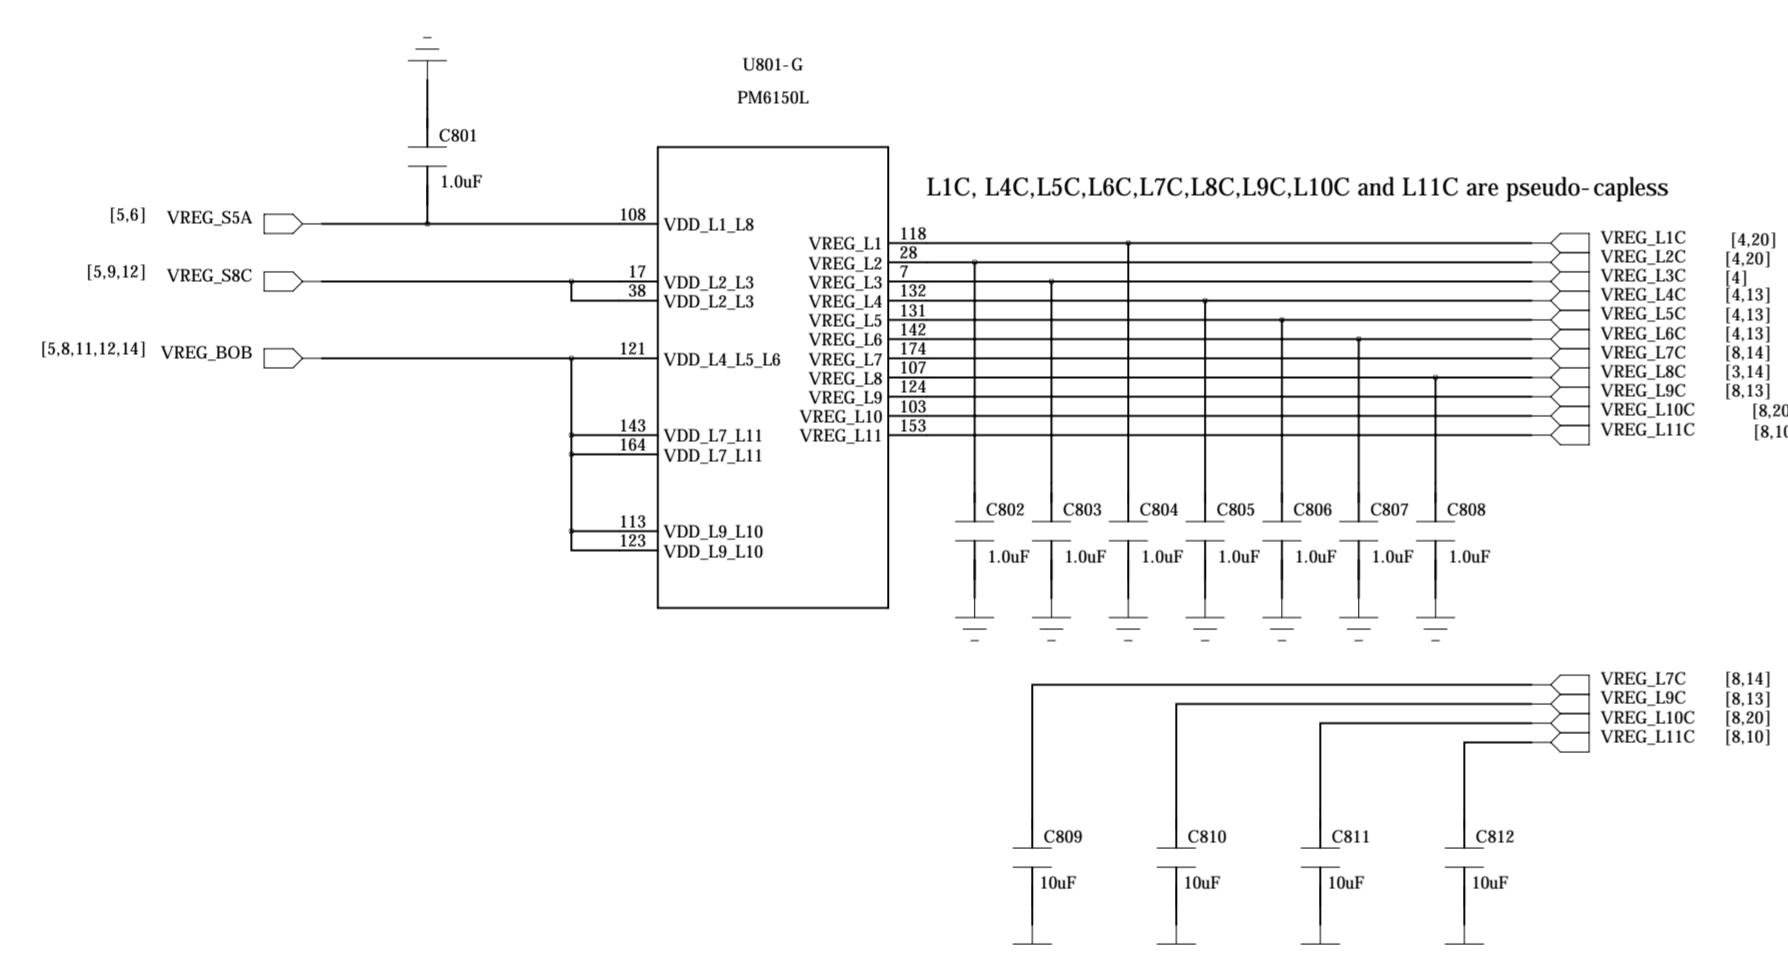 U801-G
PM6150L
C801
1.0uF
L1C, L4C,L5C,L6C,L7C,L8C,L9C,L10C and L11C are pseudo-capless
[5,6] VREG_S5A 108 VDD_L1_L8
[5,9,12] VREG_S8C 17 VDD_L2_L3
38 VDD_L2_L3
[5,8,11,12,14] VREG_BOB 121 VDD_L4_L5_L6
143 VDD_L7_L11
164 VDD_L7_L11
113 VDD_L9_L10
123 VDD_L9_L10
VREG_L1 118 VREG_L1C [4,20]
VREG_L2 28 VREG_L2C [4,20]
VREG_L3 7 VREG_L3C [4]
VREG_L4 132 VREG_L4C [4,13]
VREG_L5 131 VREG_L5C [4,13]
VREG_L6 142 VREG_L6C [4,13]
VREG_L7 174 VREG_L7C [8,14]
VREG_L8 107 VREG_L8C [3,14]
VREG_L9 124 VREG_L9C [8,13]
VREG_L10 103 VREG_L10C [8,20
VREG_L11 153 VREG_L11C [8,10
C802 C803 C804 C805 C806 C807 C808
1.0uF 1.0uF 1.0uF 1.0uF 1.0uF 1.0uF 1.0uF
VREG_L7C [8,14]
VREG_L9C [8,13]
VREG_L10C [8,20]
VREG_L11C [8,10]
C809 C810 C811 C812
10uF 10uF 10uF 10uF